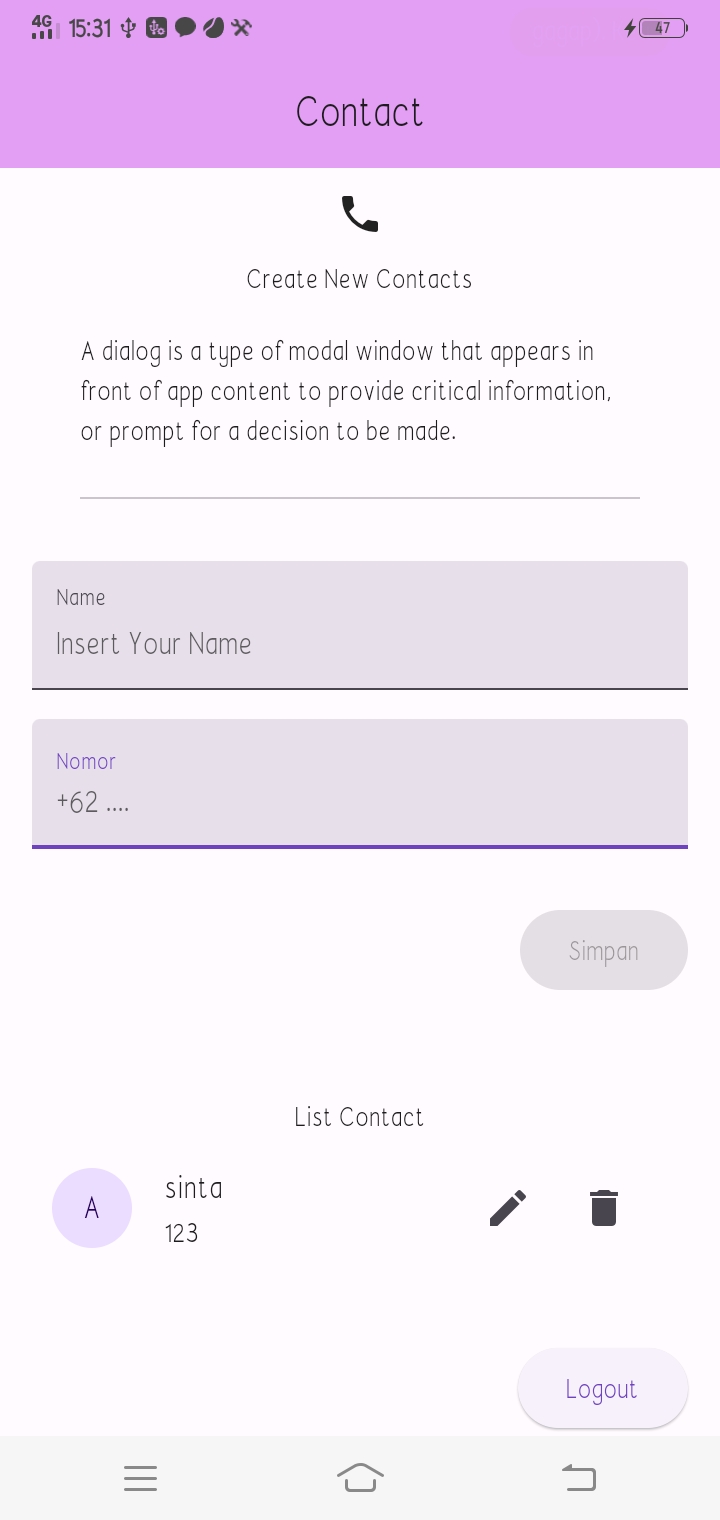 4G 15:31 47
Contact
Create New Contacts
A dialog is a type of modal window that appears in
front of app content to provide critical information,
or prompt for a decision to be made.
Name
Insert Your Name
Nomor
+62 ....
Simpan
List Contact
A
sinta
123
Logout